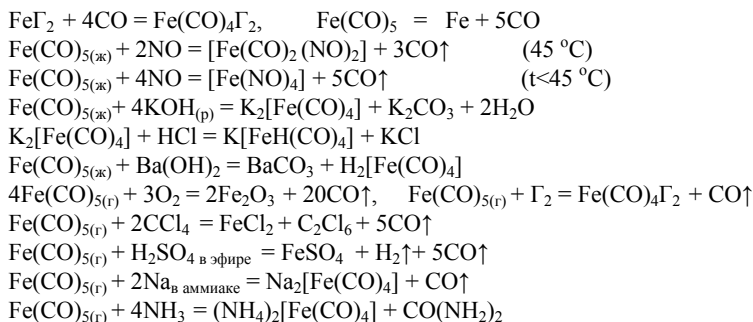 FeГ₂ + 4CO = Fe(CO)₄Г₂, Fe(CO)₅ = Fe + 5CO
Fe(CO)₅₍ж₎ + 2NO = [Fe(CO)₂ (NO)₂] + 3CO↑ (45 °C)
Fe(CO)₅₍ж₎ + 4NO = [Fe(NO)₄] + 5CO↑ (t<45 °C)
Fe(CO)₅₍ж₎ + 4KOH₍р₎ = K₂[Fe(CO)₄] + K₂CO₃ + 2H₂O
K₂[Fe(CO)₄] + HCl = K[FeH(CO)₄] + KCl
Fe(CO)₅₍ж₎ + Ba(OH)₂ = BaCO₃ + H₂[Fe(CO)₄]
4Fe(CO)₅₍г₎ + 3O₂ = 2Fe₂O₃ + 20CO↑, Fe(CO)₅₍г₎ + Г₂ = Fe(CO)₄Г₂ + CO↑
Fe(CO)₅₍г₎ + 2CCl₄ = FeCl₂ + C₂Cl₆ + 5CO↑
Fe(CO)₅₍г₎ + H₂SO₄ в эфире = FeSO₄ + H₂↑+ 5CO↑
Fe(CO)₅₍г₎ + 2Na в аммиаке = Na₂[Fe(CO)₄] + CO↑
Fe(CO)₅₍г₎ + 4NH₃ = (NH₄)₂[Fe(CO)₄] + CO(NH₂)₂